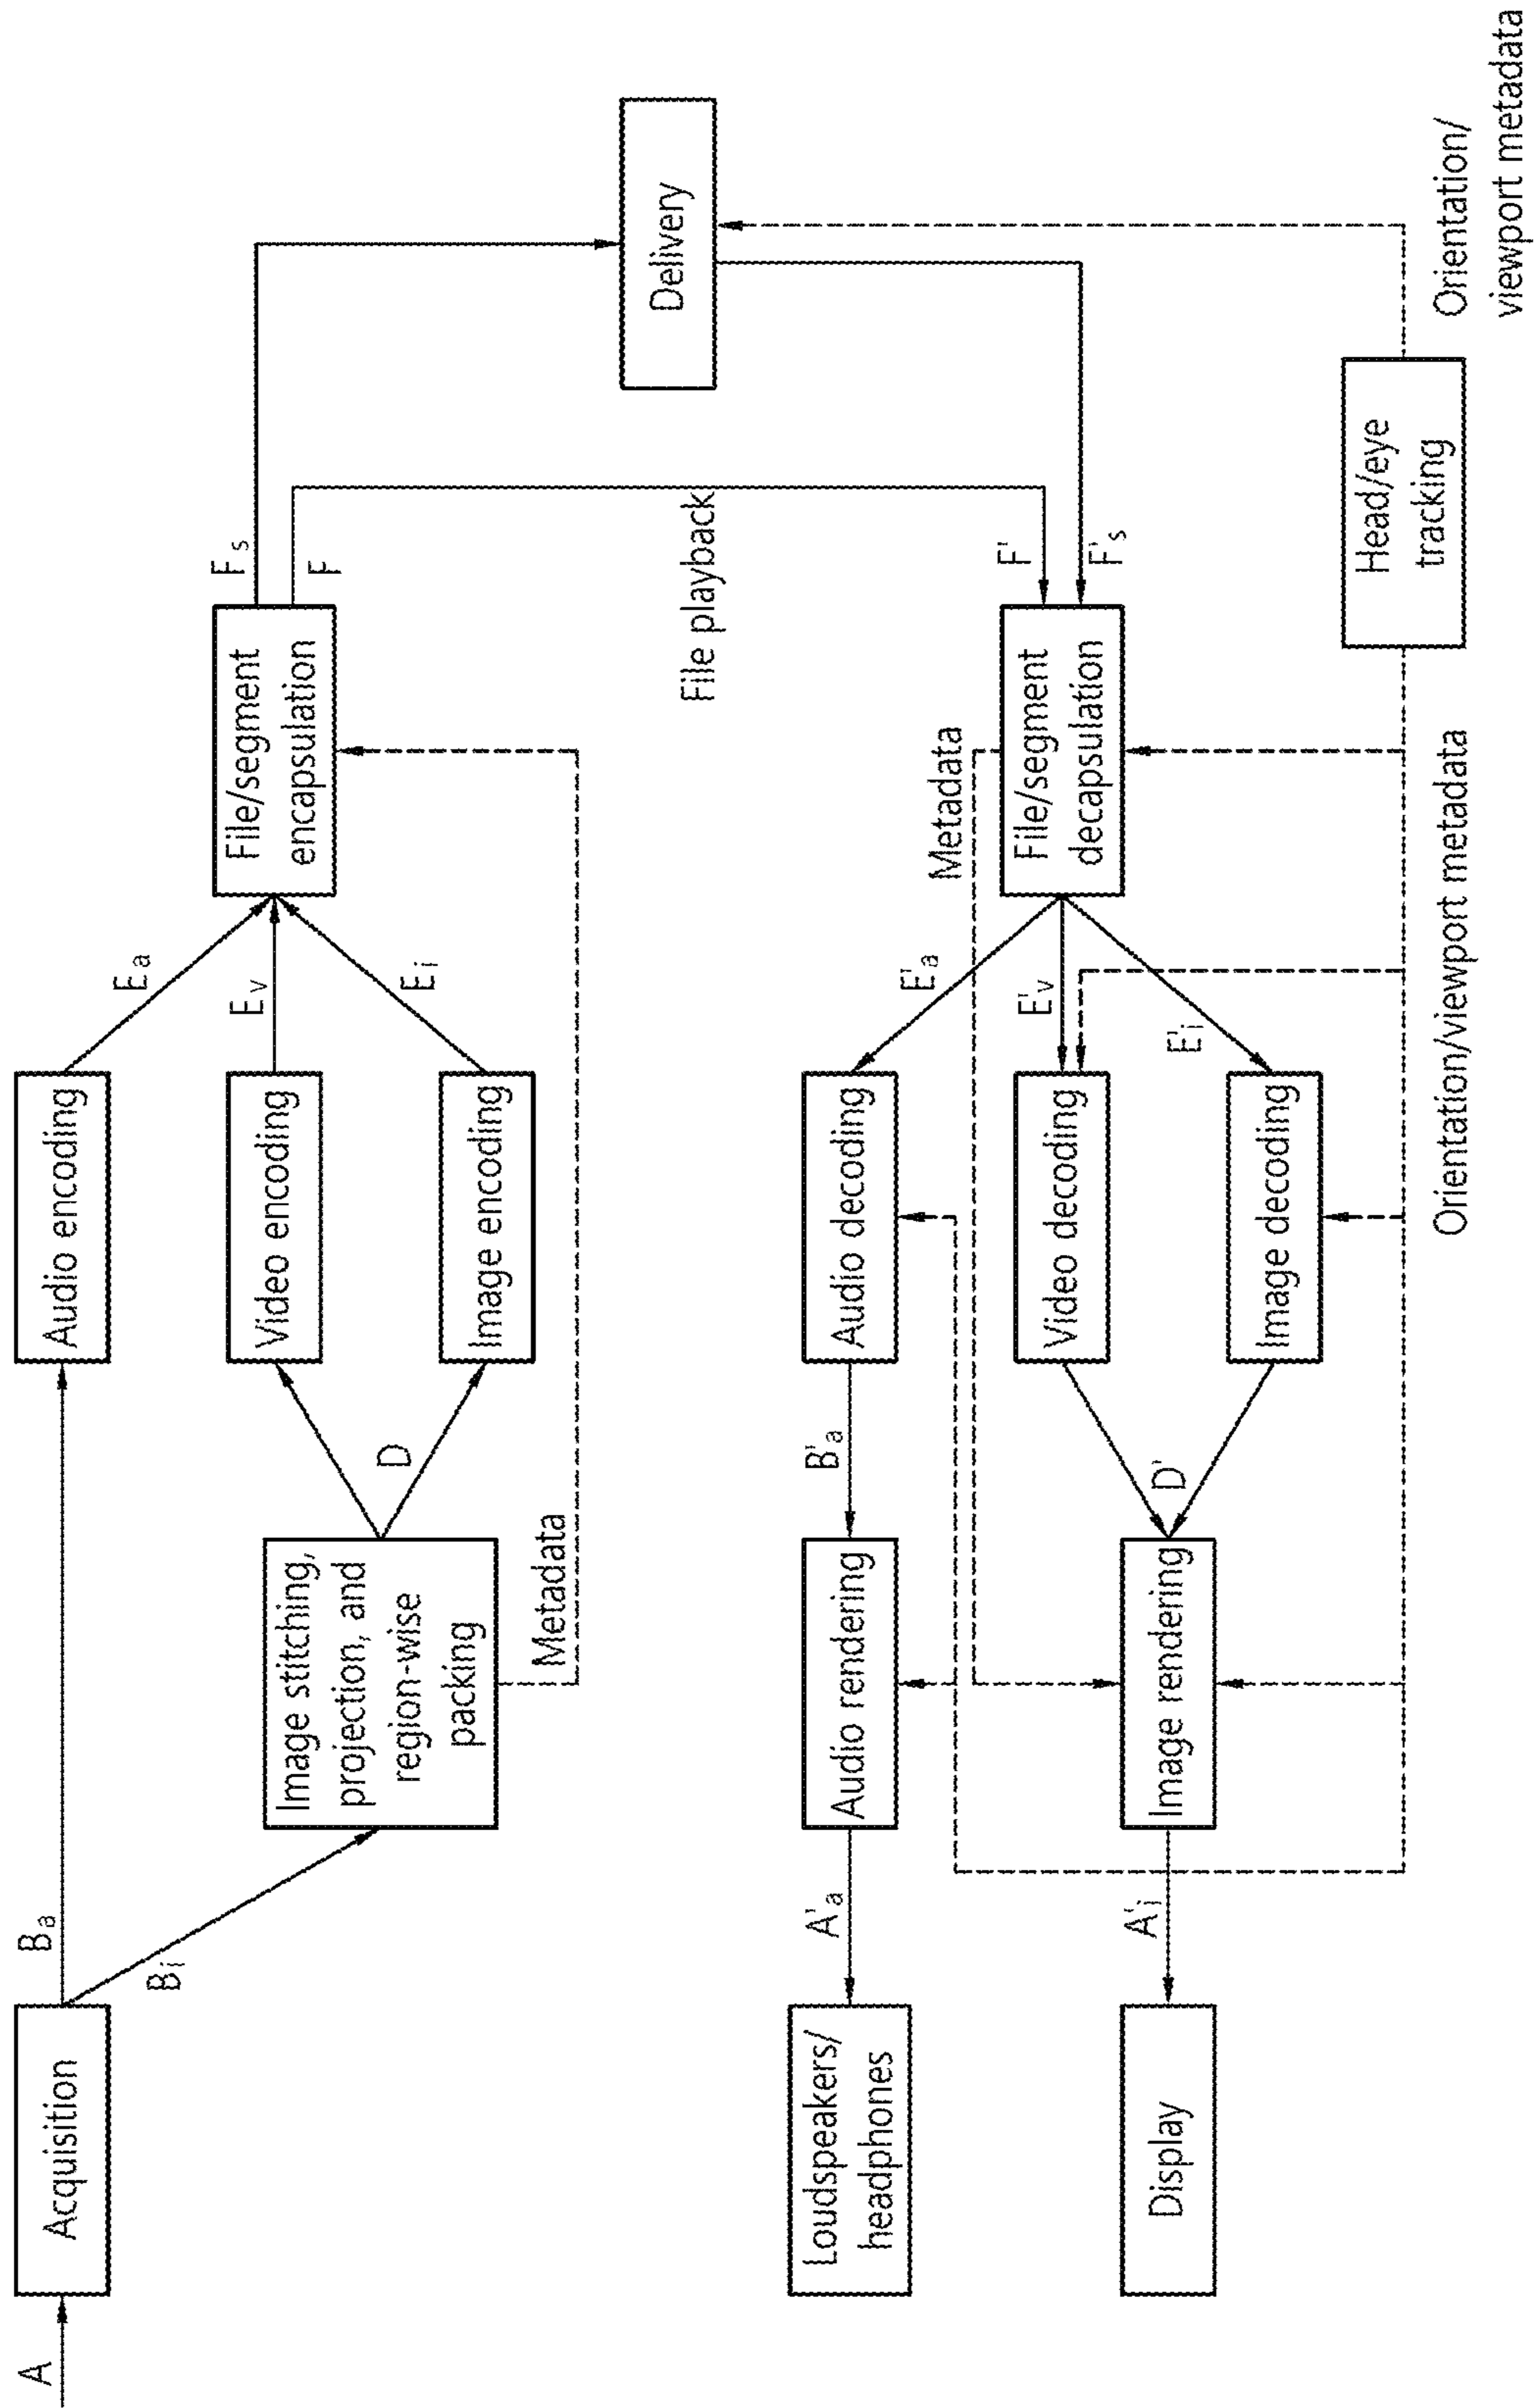 A
Acquisition
Bₐ
Bᵢ
Image stitching,
projection, and
region-wise
packing
Metadata
D
Audio encoding
Video encoding
Image encoding
Eₐ
Eᵥ
Eᵢ
File/segment
encapsulation
Fₛ
F
File playback
Delivery
Loudspeakers/
headphones
Display
A'ₐ
A'ᵢ
Audio rendering
Image rendering
B'ₐ
D'
Audio decoding
Video decoding
Image decoding
E'ₐ
E'ᵥ
E'ᵢ
Metadata
File/segment
decapsulation
F'
F'ₛ
Orientation/viewport metadata
Head/eye
tracking
Orientation/
viewport metadata